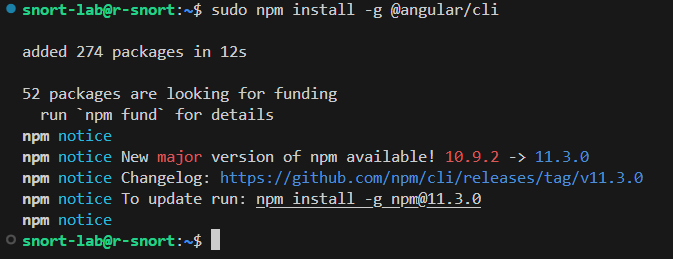 snort-lab@r-snort:~$ sudo npm install -g @angular/cli
added 274 packages in 12s
52 packages are looking for funding
  run `npm fund` for details
npm notice
npm notice New major version of npm available! 10.9.2 -> 11.3.0
npm notice Changelog: https://github.com/npm/cli/releases/tag/v11.3.0
npm notice To update run: npm install -g npm@11.3.0
npm notice
snort-lab@r-snort:~$